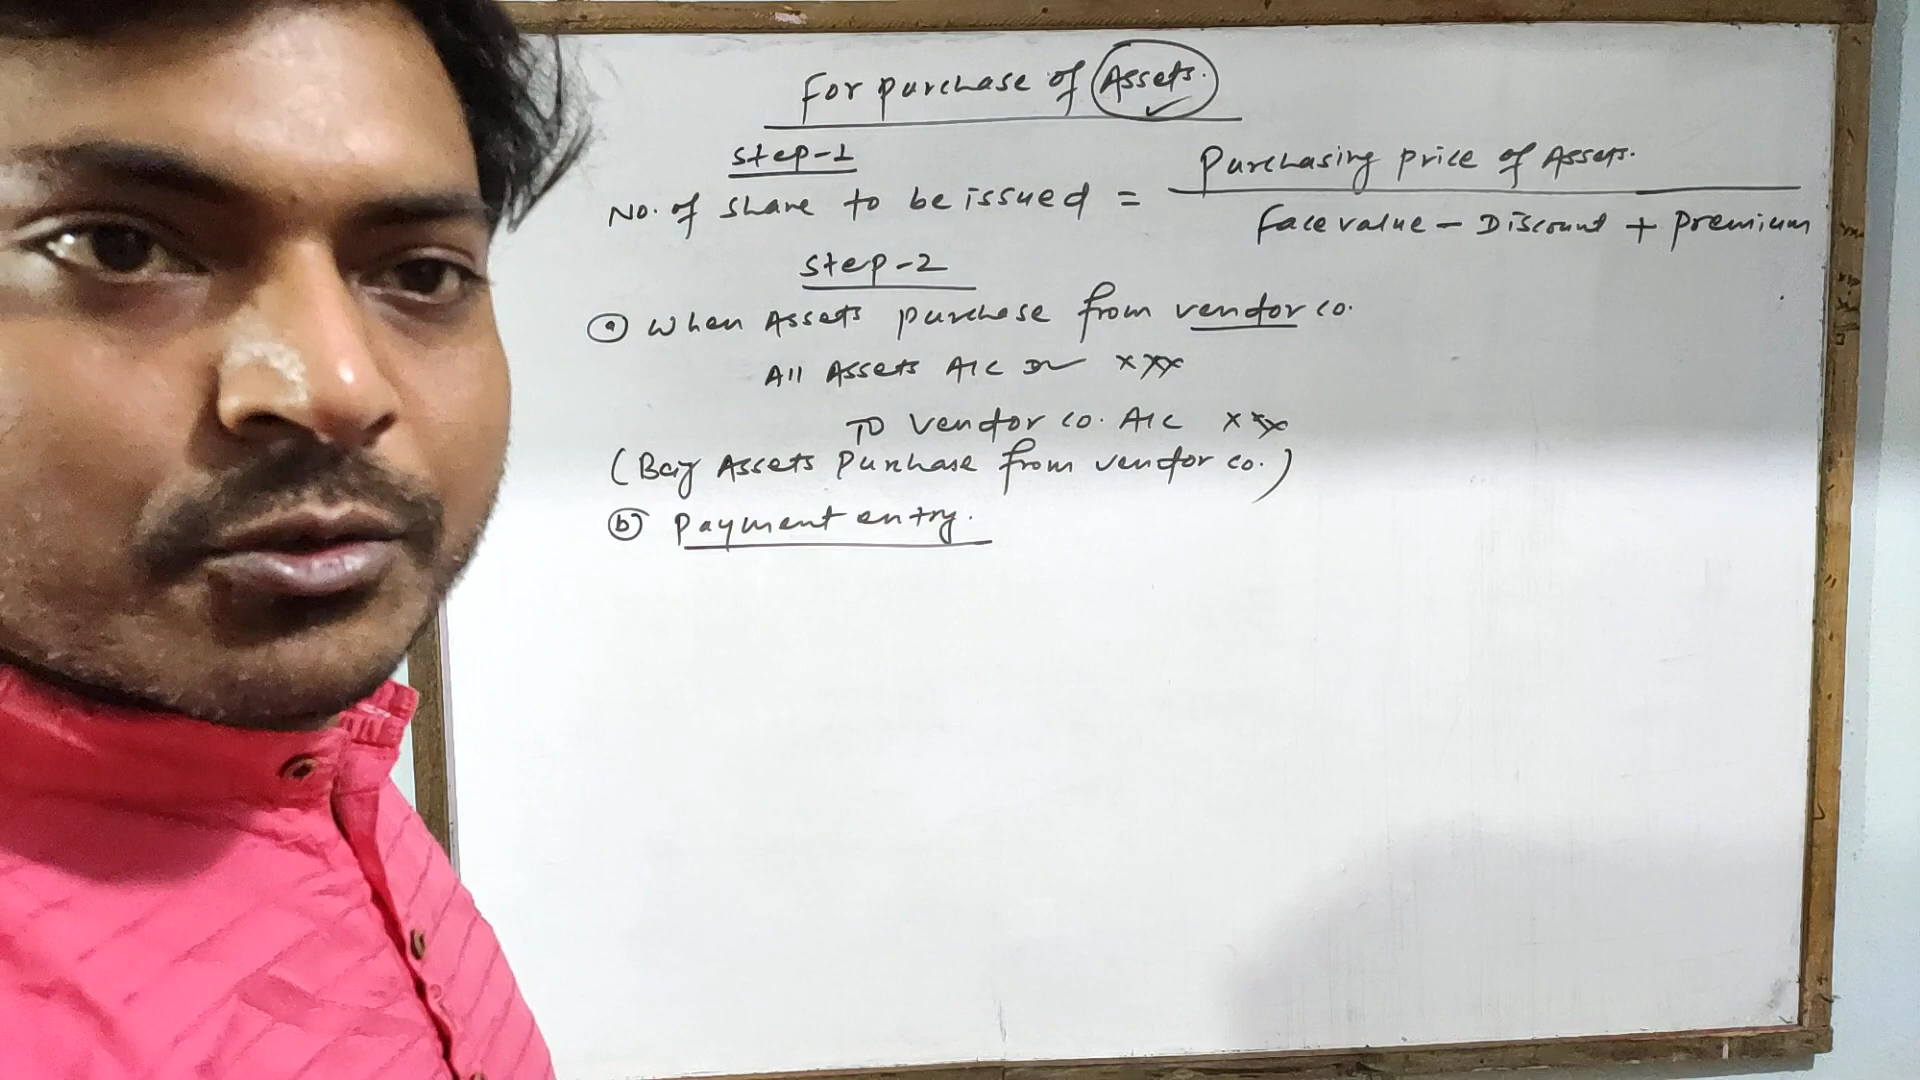 For purchase of Assets.
Step-1
No. of share to be issued = Purchasing price of Assets.
Face value - Discount + Premium
Step-2
(a) When Assets purchase from vendor co.
All Assets A/c Dr xxx
To Vendor co. A/c xxx
(Beig Assets Purchase from vendor co.)
(b) Payment entry.